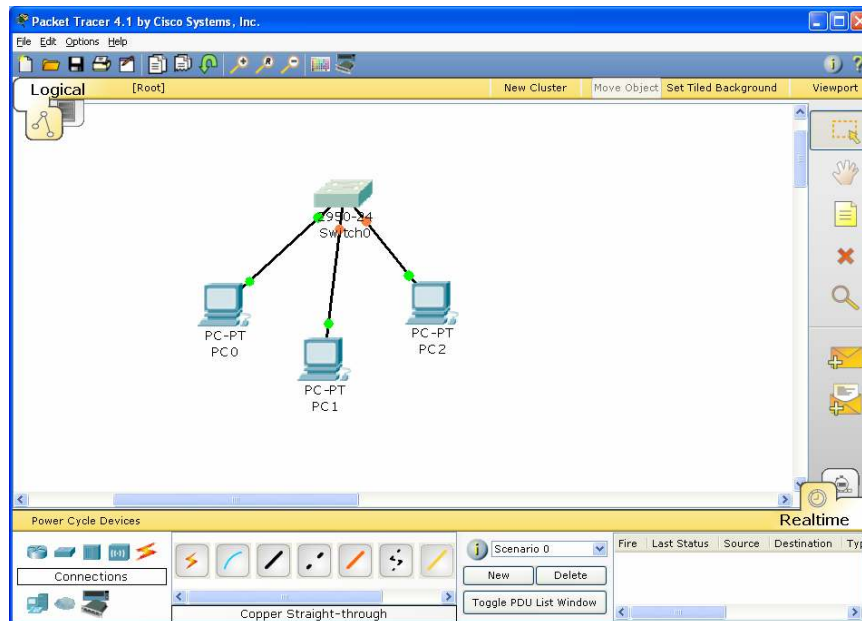 Packet Tracer 4.1 by Cisco Systems, Inc.
File Edit Options Help
Logical [Root] New Cluster Move Object Set Tiled Background Viewport
2950-24
Switch0
PC-PT
PC0
PC-PT
PC1
PC-PT
PC2
Power Cycle Devices Realtime
Connections
Copper Straight-through
Scenario 0
New Delete
Toggle PDU List Window
Fire Last Status Source Destination Typ